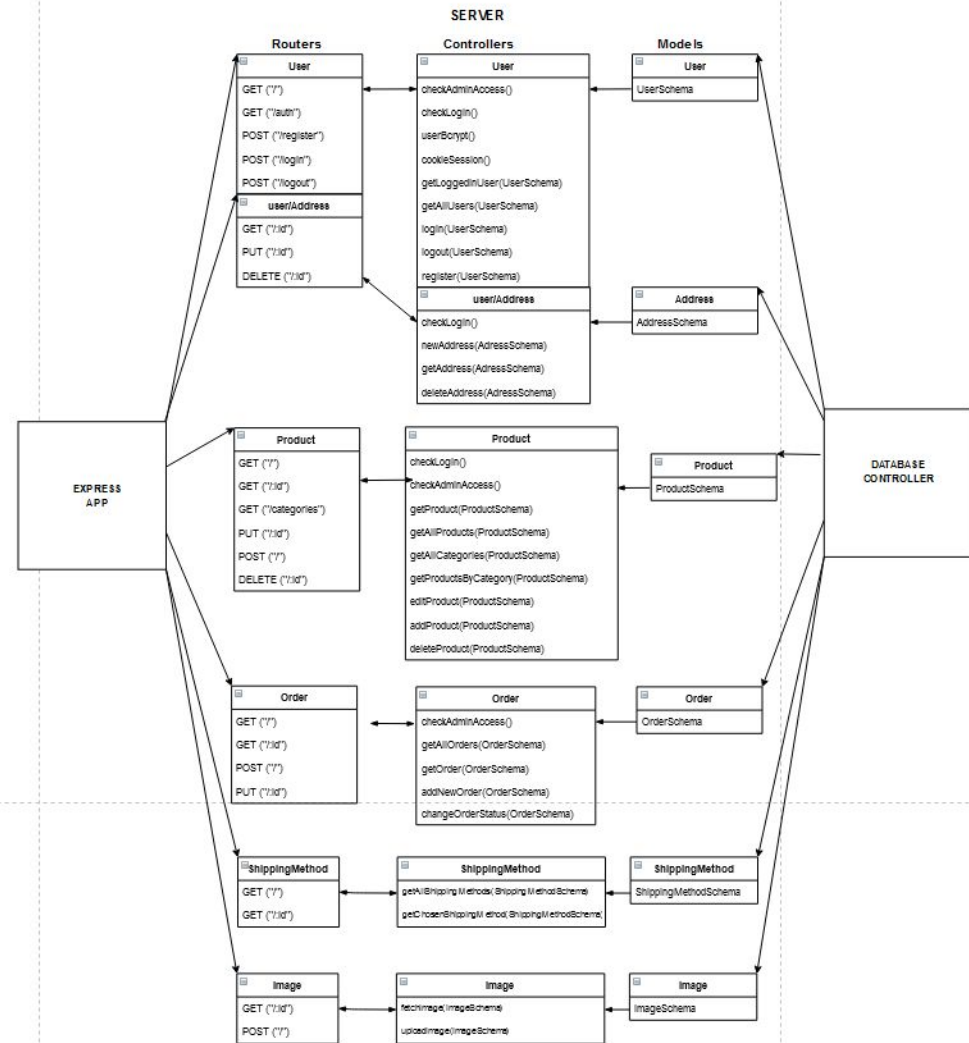 SERVER
Routers
Controllers
Models
User
GET ("/")
GET ("/auth")
POST ("/register")
POST ("/login")
POST ("/logout")
user/Address
GET ("/:id")
PUT ("/:id")
DELETE ("/:id")
User
checkAdminAccess()
checkLogin()
userBcrypt()
cookieSession()
getLoggedInUser(UserSchema)
getAllUsers(UserSchema)
login(UserSchema)
logout(UserSchema)
register(UserSchema)
user/Address
checkLogin()
newAddress(AdressSchema)
getAddress(AdressSchema)
deleteAddress(AdressSchema)
User
UserSchema
Address
AddressSchema
EXPRESS
APP
Product
GET ("/")
GET ("/:id")
GET ("/categories")
PUT ("/:id")
POST ("/")
DELETE ("/:id")
Product
checkLogin()
checkAdminAccess()
getProduct(ProductSchema)
getAllProducts(ProductSchema)
getAllCategories(ProductSchema)
getProductsByCategory(ProductSchema)
editProduct(ProductSchema)
addProduct(ProductSchema)
deleteProduct(ProductSchema)
Product
ProductSchema
DATABASE
CONTROLLER
Order
GET ("/")
GET ("/:id")
POST ("/")
PUT ("/:id")
Order
checkAdminAccess()
getAllOrders(OrderSchema)
getOrder(OrderSchema)
addNewOrder(OrderSchema)
changeOrderStatus(OrderSchema)
Order
OrderSchema
ShippingMethod
GET ("/")
GET ("/:id")
ShippingMethod
getAllShippingMethods(ShippingMethodSchema)
getChosenShippingMethod(ShippingMethodSchema)
ShippingMethod
ShippingMethodSchema
Image
GET ("/:id")
POST ("/")
Image
fetchImage(ImageSchema)
uploadImage(ImageSchema)
Image
ImageSchema